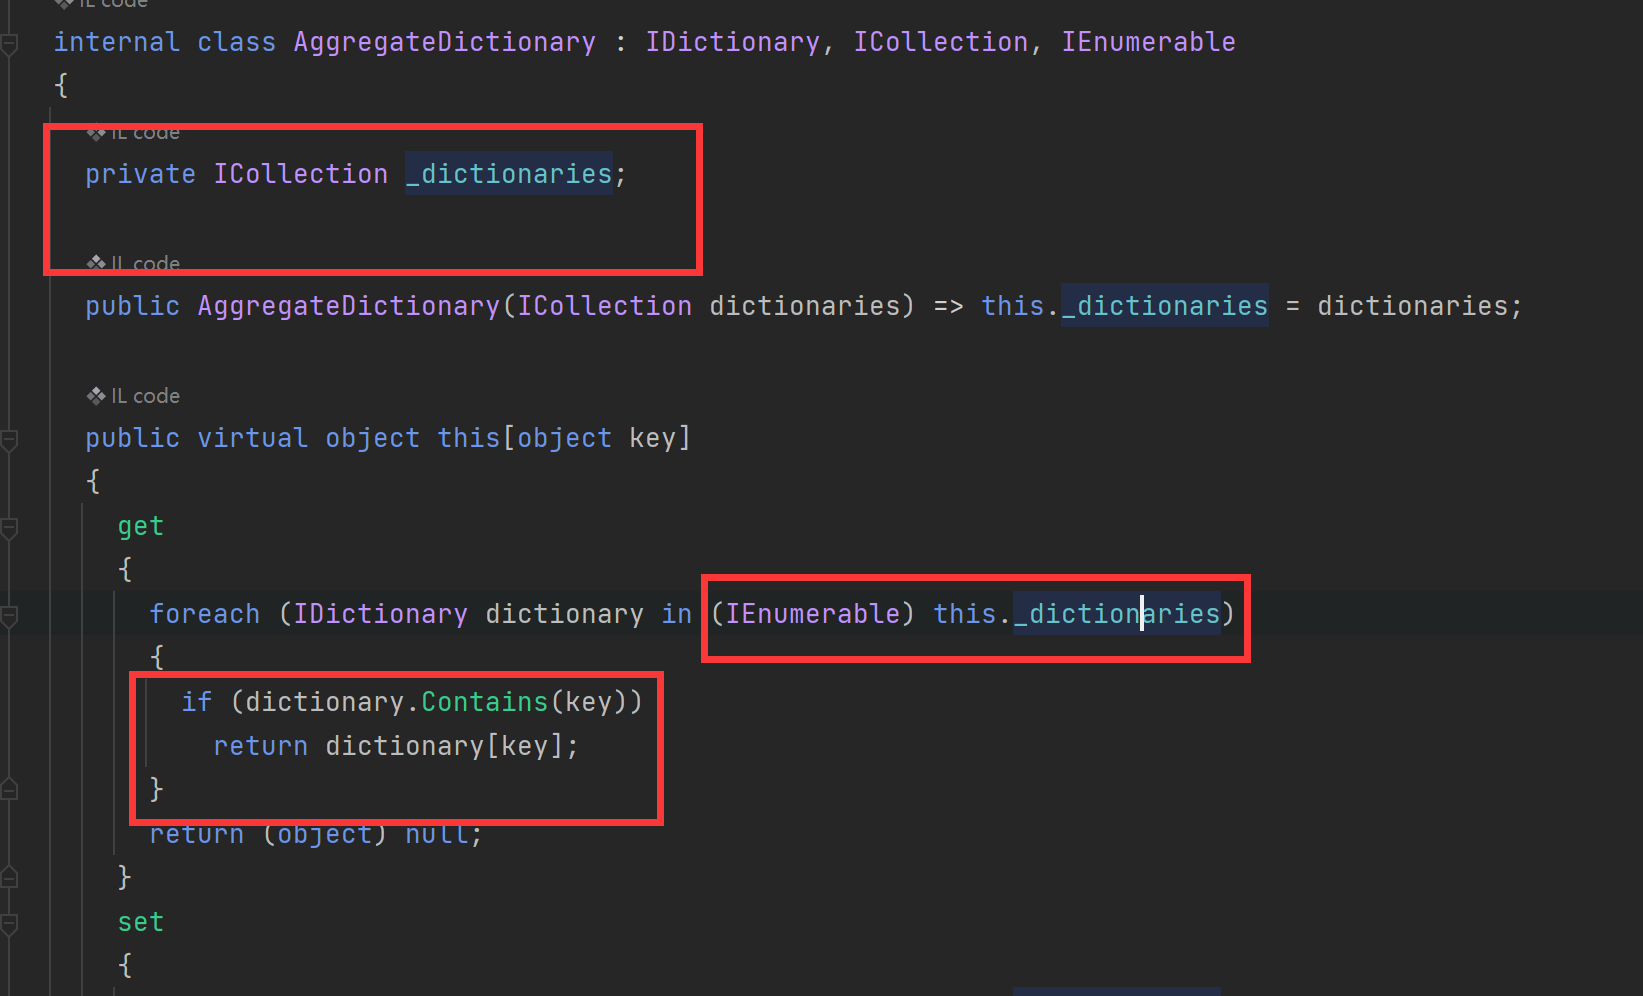 IL code
internal class AggregateDictionary : IDictionary, ICollection, IEnumerable
{
IL code
private ICollection _dictionaries;
IL code
public AggregateDictionary(ICollection dictionaries) => this._dictionaries = dictionaries;
IL code
public virtual object this[object key]
{
get
{
foreach (IDictionary dictionary in (IEnumerable) this._dictionaries)
{
if (dictionary.Contains(key))
return dictionary[key];
}
return (object) null;
}
set
{